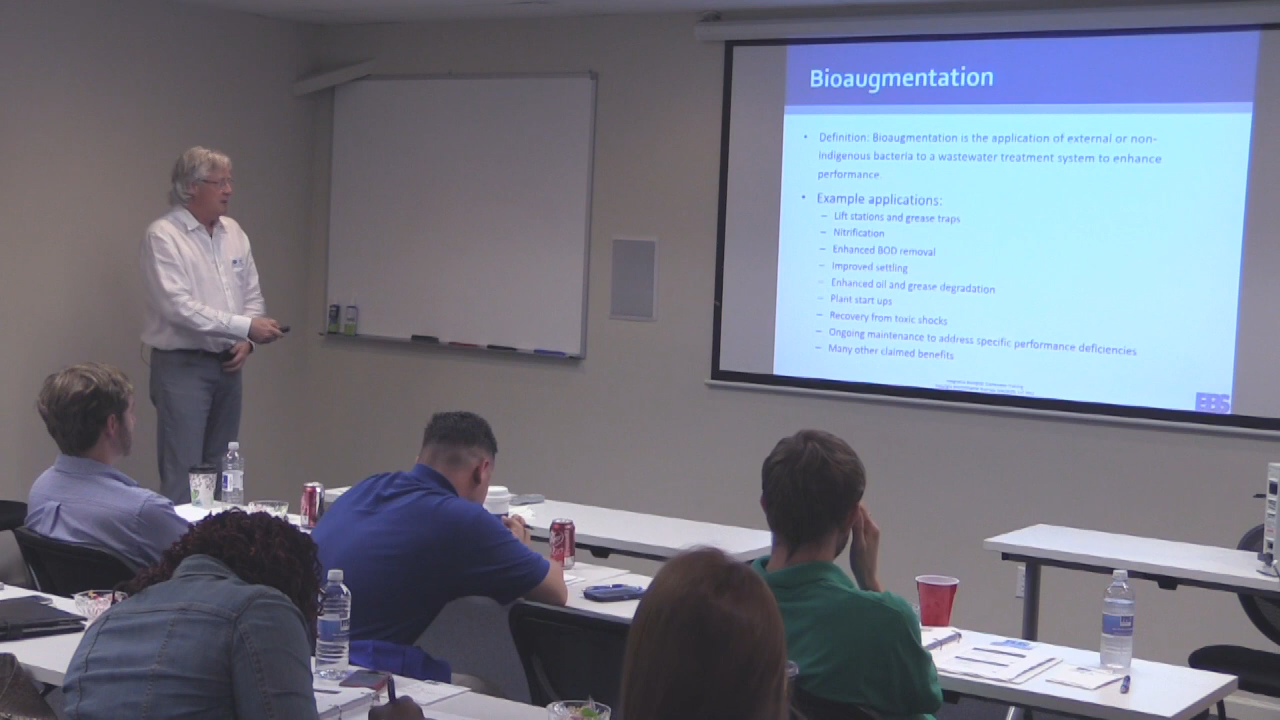 Bioaugmentation
• Definition: Bioaugmentation is the application of external or non-
indigenous bacteria to a wastewater treatment system to enhance
performance.
• Example applications:
– Lift stations and grease traps
– Nitrification
– Enhanced BOD removal
– Improved settling
– Enhanced oil and grease degradation
– Plant start ups
– Recovery from toxic shocks
– Ongoing maintenance to address specific performance deficiencies
– Many other claimed benefits
EBS